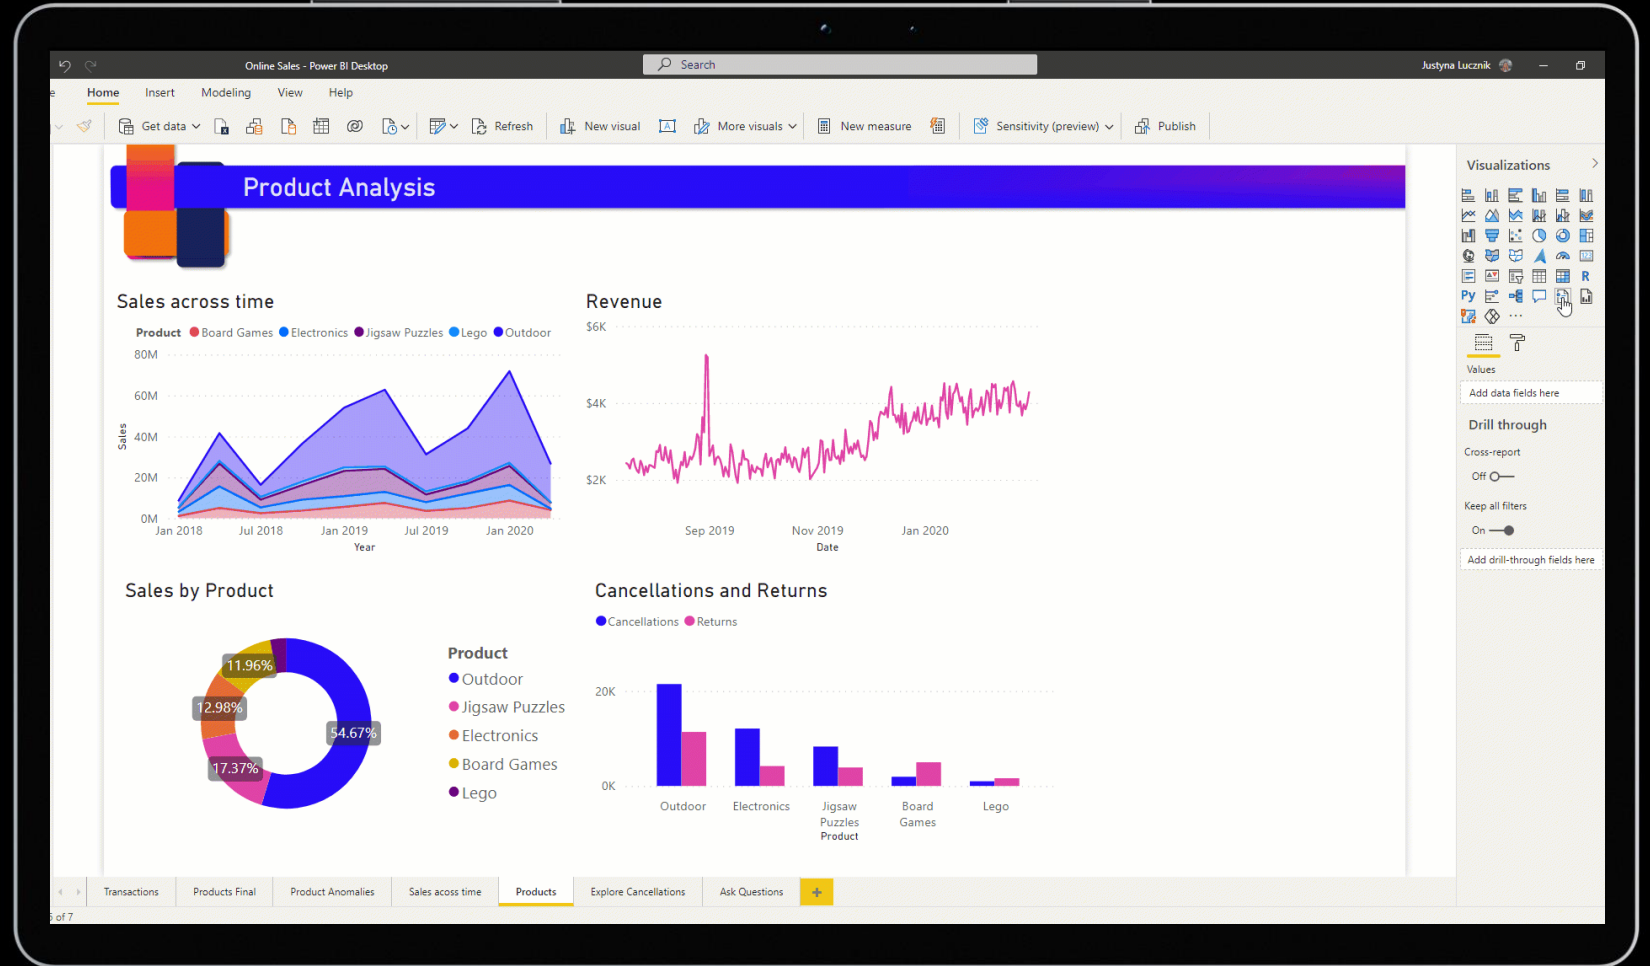 Online Sales - Power BI Desktop
Search
Justyna Lucznik
Home Insert Modeling View Help
Get data
Refresh
New visual
A
More visuals
New measure
Sensitivity (preview)
Publish
Product Analysis
Sales across time
Product Board Games Electronics Jigsaw Puzzles Lego Outdoor
80M
60M
40M
20M
0M
Sales
Jan 2018 Jul 2018 Jan 2019 Jul 2019 Jan 2020
Year
Revenue
$6K
$4K
$2K
Sep 2019 Nov 2019 Jan 2020
Date
Sales by Product
11.96%
12.98%
54.67%
17.37%
Product
Outdoor
Jigsaw Puzzles
Electronics
Board Games
Lego
Cancellations and Returns
Cancellations Returns
20K
0K
Outdoor Electronics Jigsaw Puzzles Board Games Lego
Product
Visualizations
123
R
Py
Values
Add data fields here
Drill through
Cross-report
Off
Keep all filters
On
Add drill-through fields here
Transactions Products Final Product Anomalies Sales acoss time Products Explore Cancellations Ask Questions +
of 7